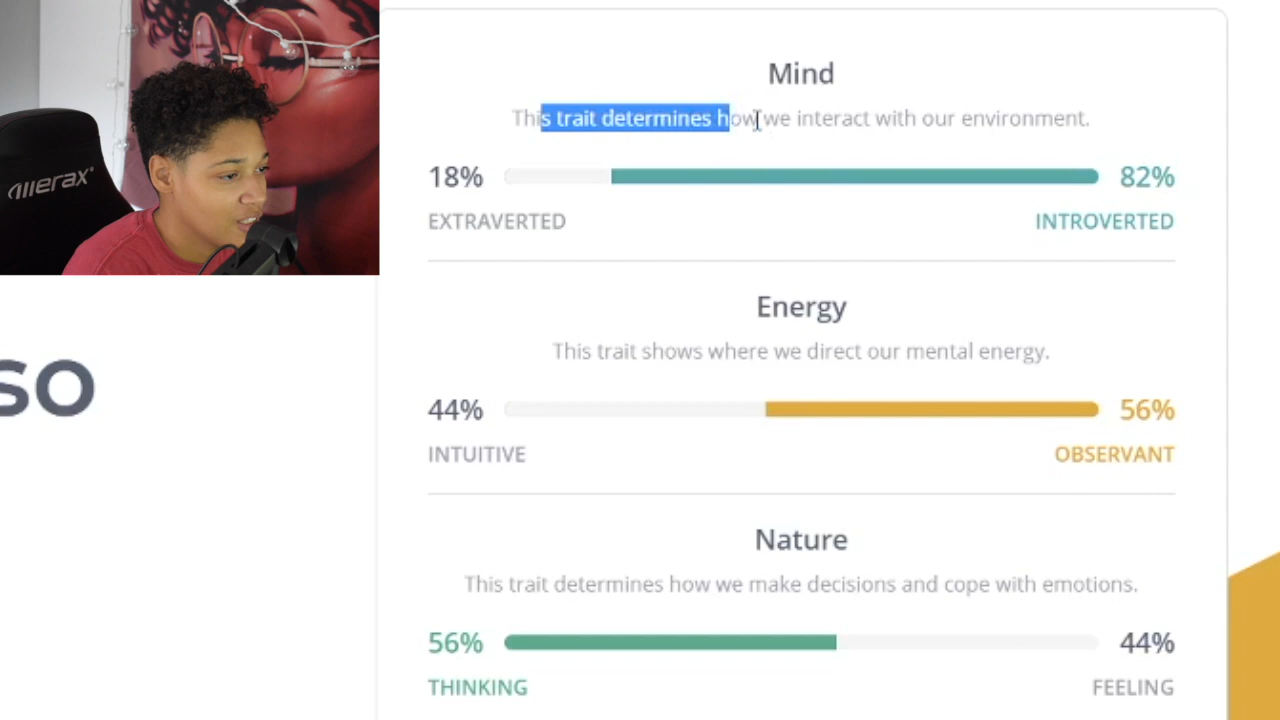 merax
Mind
This trait determines how we interact with our environment.
18%
82%
EXTRAVERTED
INTROVERTED
Energy
This trait shows where we direct our mental energy.
so
44%
56%
INTUITIVE
OBSERVANT
Nature
This trait determines how we make decisions and cope with emotions.
56%
44%
THINKING
FEELING